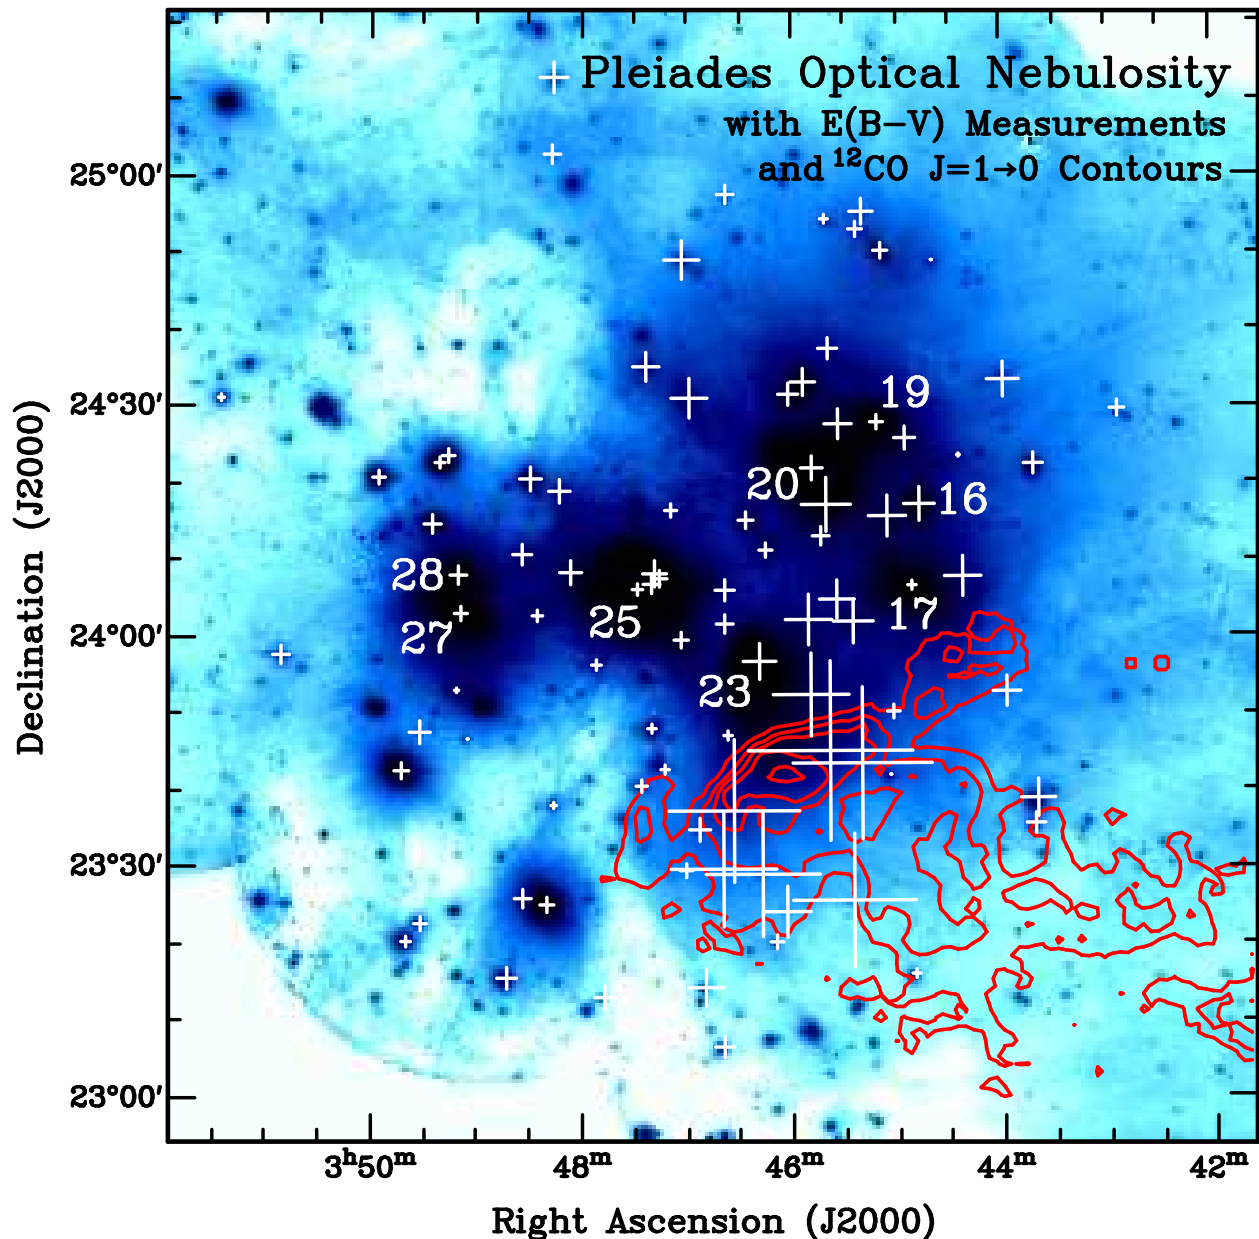 Pleiades Optical Nebulosity
with E(B−V) Measurements
and ¹²CO J=1→0 Contours
25°00′
24°30′
19
20
16
28
17
25
27
24°00′
23
23°30′
23°00′
3ʰ50ᵐ 48ᵐ 46ᵐ 44ᵐ 42ᵐ
Right Ascension (J2000)
Declination (J2000)